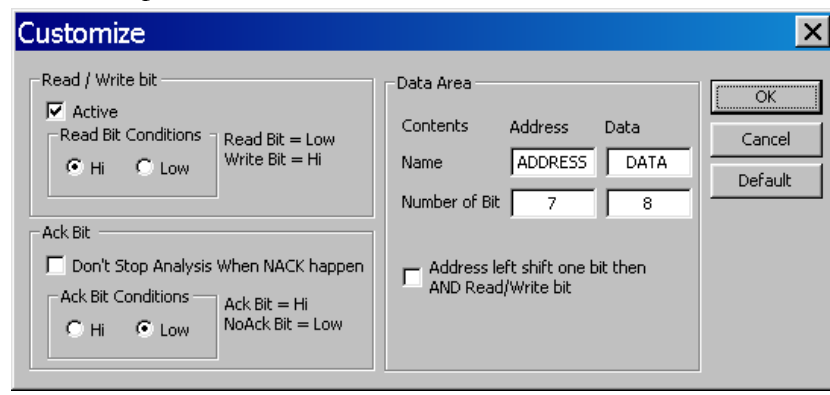 Customize
Read / Write bit
Active
Read Bit Conditions
Hi Low
Read Bit = Low
Write Bit = Hi
Ack Bit
Don't Stop Analysis When NACK happen
Ack Bit Conditions
Hi Low
Ack Bit = Hi
NoAck Bit = Low
Data Area
Contents Address Data
Name ADDRESS DATA
Number of Bit 7 8
Address left shift one bit then
AND Read/Write bit
OK
Cancel
Default